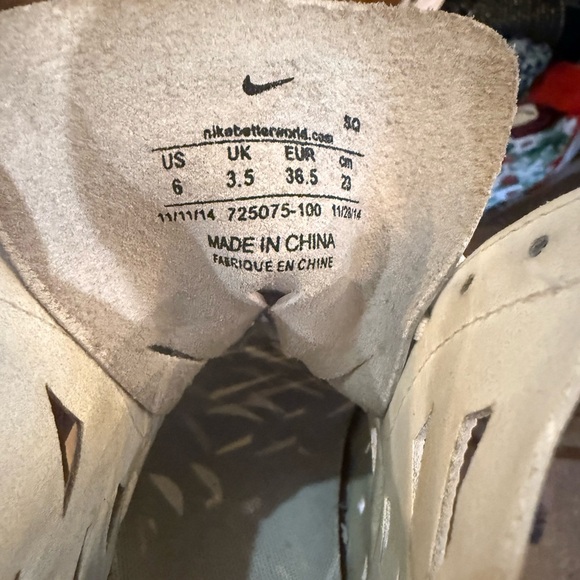 SQ
nikebetterworld.com
US UK EUR cm
6 3.5 36.5 23
11/11/14 725075-100 11/28/14
MADE IN CHINA
FABRIQUE EN CHINE